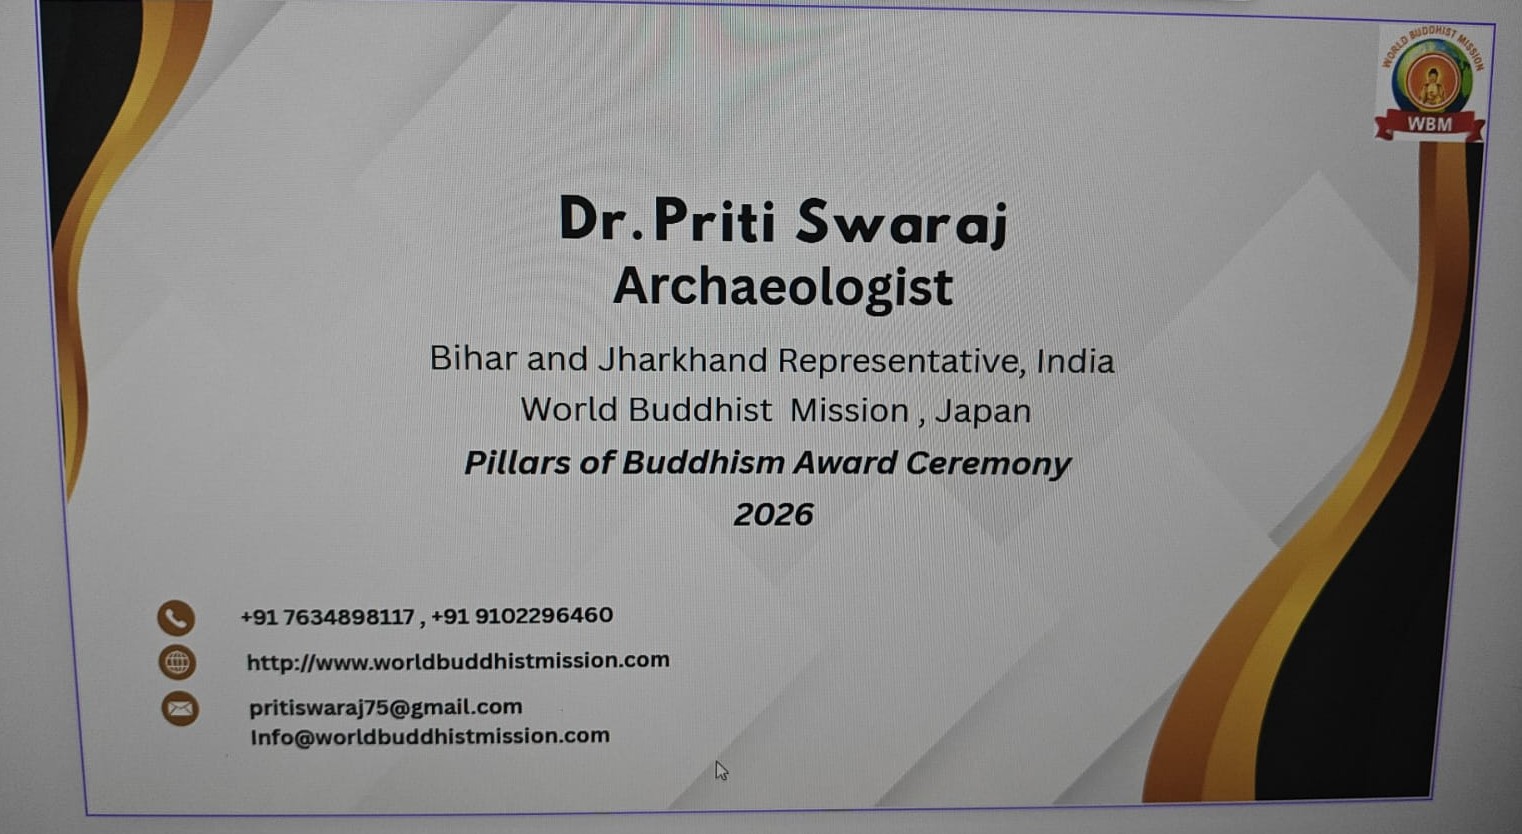 WORLD BUDDHIST MISSION
WBM
Dr.Priti Swaraj
Archaeologist
Bihar and Jharkhand Representative, India
World Buddhist Mission , Japan
Pillars of Buddhism Award Ceremony
2026
+91 7634898117 , +91 9102296460
http://www.worldbuddhistmission.com
pritiswaraj75@gmail.com
Info@worldbuddhistmission.com